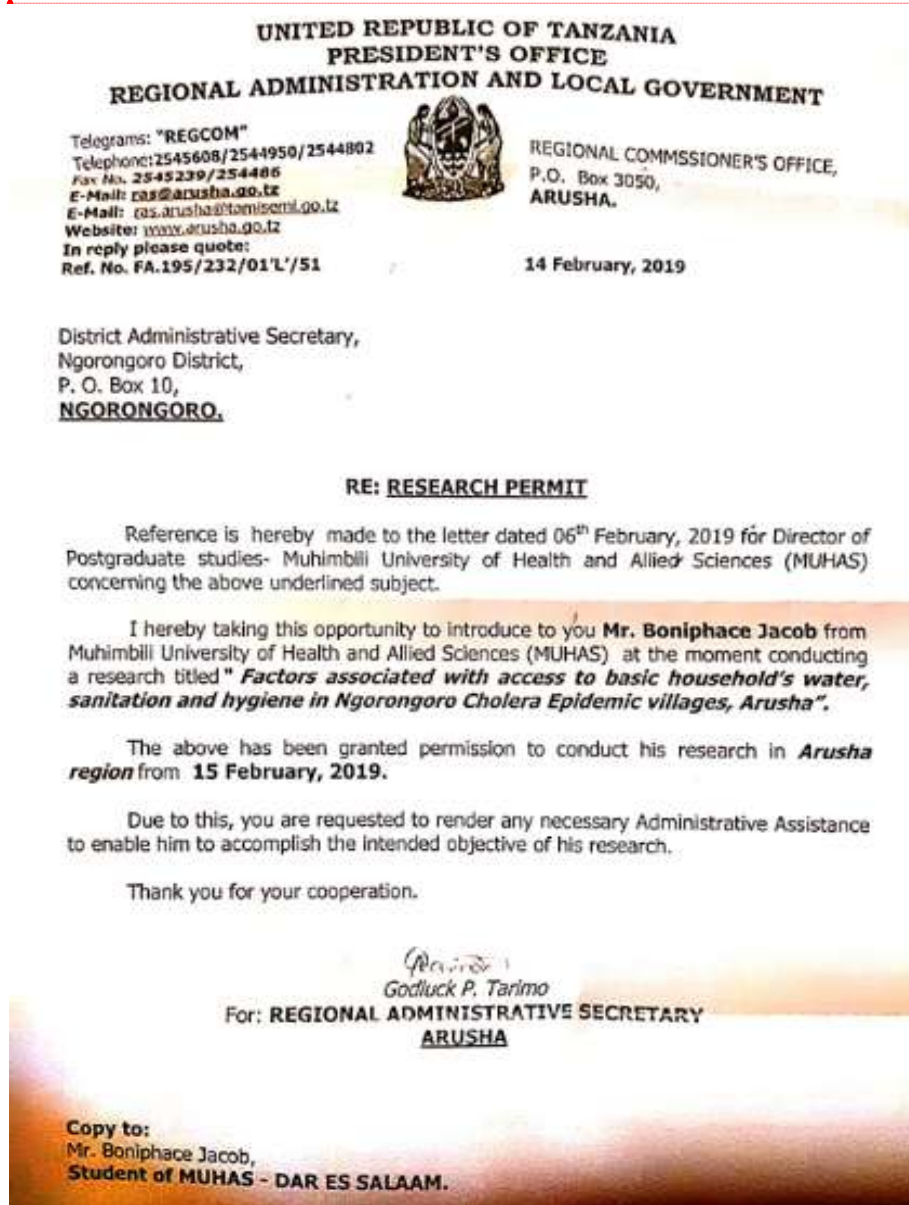 UNITED REPUBLIC OF TANZANIA
PRESIDENT'S OFFICE
REGIONAL ADMINISTRATION AND LOCAL GOVERNMENT
Telegrams: "REGCOM"
Telephone:2545608/2544950/2544802
Fax No. 2545239/254486
E-Mail: ras@arusha.go.tz
E-Mail: ras.arusha@tamisemi.go.tz
Website: www.arusha.go.tz
In reply please quote:
Ref. No. FA.195/232/01'L'/51
REGIONAL COMMSSIONER'S OFFICE,
P.O. Box 3050,
ARUSHA.
14 February, 2019
District Administrative Secretary,
Ngorongoro District,
P. O. Box 10,
NGORONGORO.
RE: RESEARCH PERMIT
Reference is hereby made to the letter dated 06th February, 2019 for Director of
Postgraduate studies- Muhimbili University of Health and Allied Sciences (MUHAS)
concerning the above underlined subject.
I hereby taking this opportunity to introduce to you Mr. Boniphace Jacob from
Muhimbili University of Health and Allied Sciences (MUHAS) at the moment conducting
a research titled " Factors associated with access to basic household's water,
sanitation and hygiene in Ngorongoro Cholera Epidemic villages, Arusha".
The above has been granted permission to conduct his research in Arusha
region from 15 February, 2019.
Due to this, you are requested to render any necessary Administrative Assistance
to enable him to accomplish the intended objective of his research.
Thank you for your cooperation.
Godluck P. Tarimo
For: REGIONAL ADMINISTRATIVE SECRETARY
ARUSHA
Copy to:
Mr. Boniphace Jacob,
Student of MUHAS - DAR ES SALAAM.